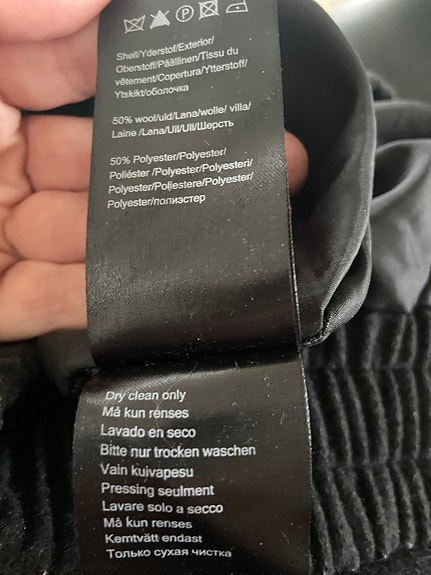 Shell/Yderstof/Exterior/
Oberstoff/Päällinen/Tissu du
vêtement/Copertura/Ytterstoff/
Ytskikt/оболочка
50% wool/uld/Lana/wolle/ villa/
Laine /Lana/Ull/Ull/Шерсть
50% Polyester/Polyester/
Poliéster /Polyester/Polyesteri/
Polyester/Poliestere/Polyester/
Polyester/полиэстер
Dry clean only
Må kun renses
Lavado en seco
Bitte nur trocken waschen
Vain kuivapesu
Pressing seulment
Lavare solo a secco
Må kun renses
Kemtvätt endast
Только сухая чистка